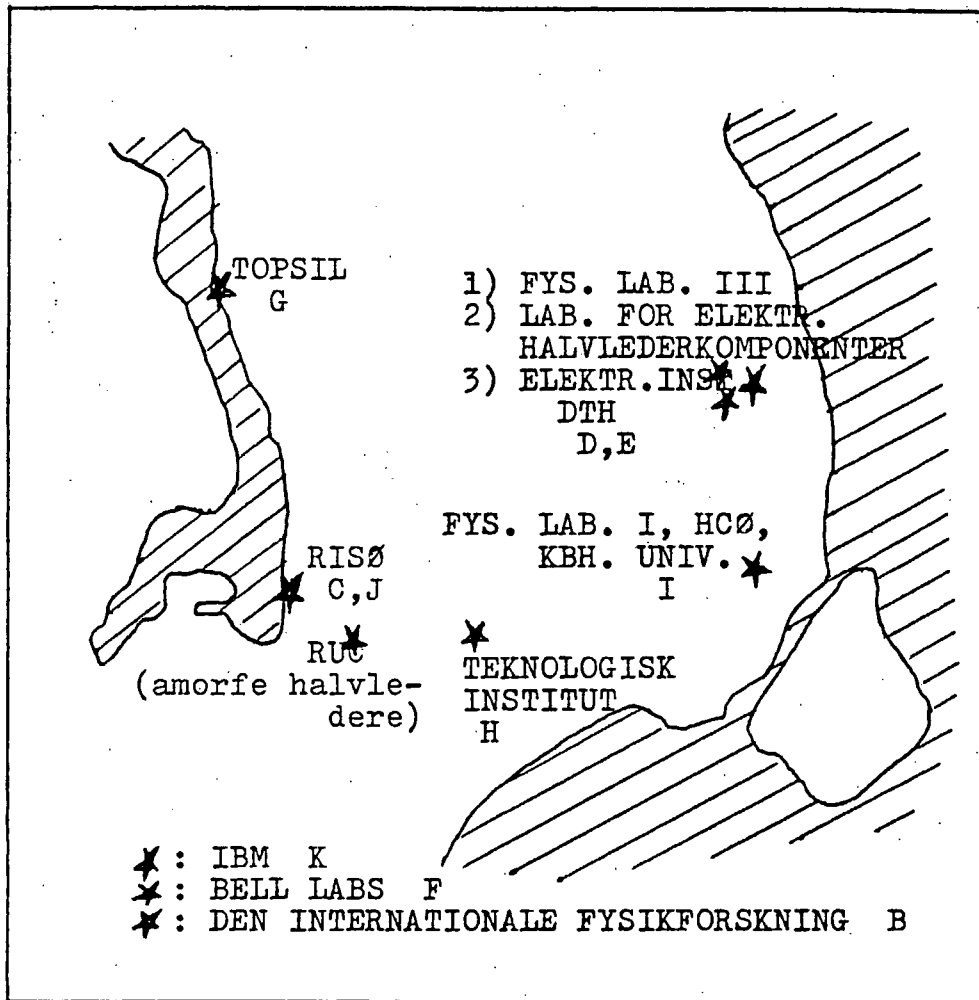 TOPSIL
G
1) FYS. LAB. III
2) LAB. FOR ELEKTR.
HALVLEDERKOMPONENTER
3) ELEKTR.INST.
DTH
D,E
FYS. LAB. I, HCØ,
KBH. UNIV.
I
RISØ
C,J
RUC
(amorfe halvle-
dere)
TEKNOLOGISK
INSTITUT
H
: IBM K
: BELL LABS F
: DEN INTERNATIONALE FYSIKFORSKNING B